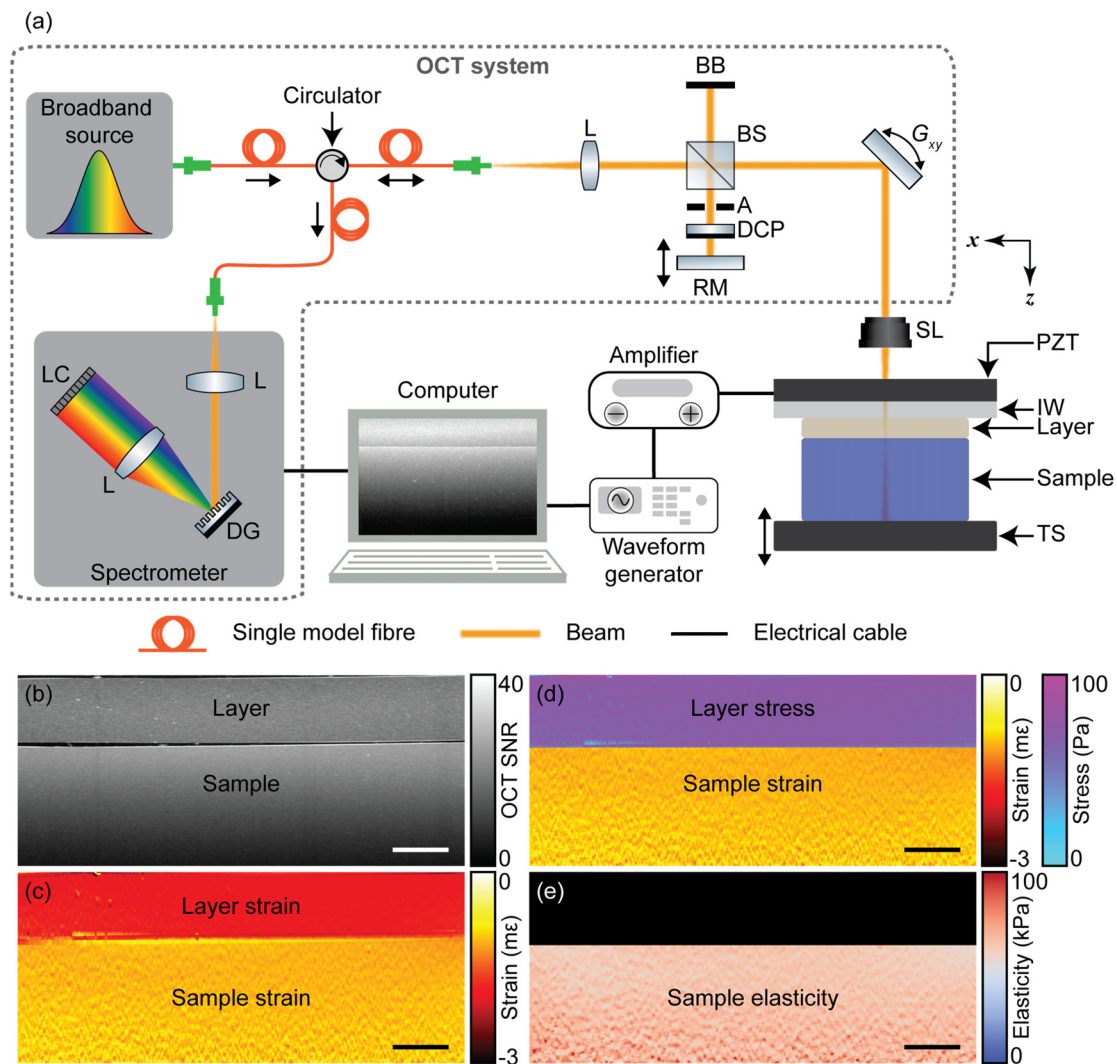 (a)
OCT system
Broadband
source
Circulator
L
BB
BS
A
DCP
RM
Gxy
x
z
SL
PZT
IW
Layer
Sample
TS
LC
L
L
DG
Spectrometer
Computer
Amplifier
Waveform
generator
Single model fibre
Beam
Electrical cable
(b)
Layer
Sample
40
OCT SNR
0
(c)
Layer strain
Sample strain
0
Strain (mε)
-3
(d)
Layer stress
Sample strain
0
Strain (mε)
-3
100
Stress (Pa)
0
(e)
Sample elasticity
100
Elasticity (kPa)
0